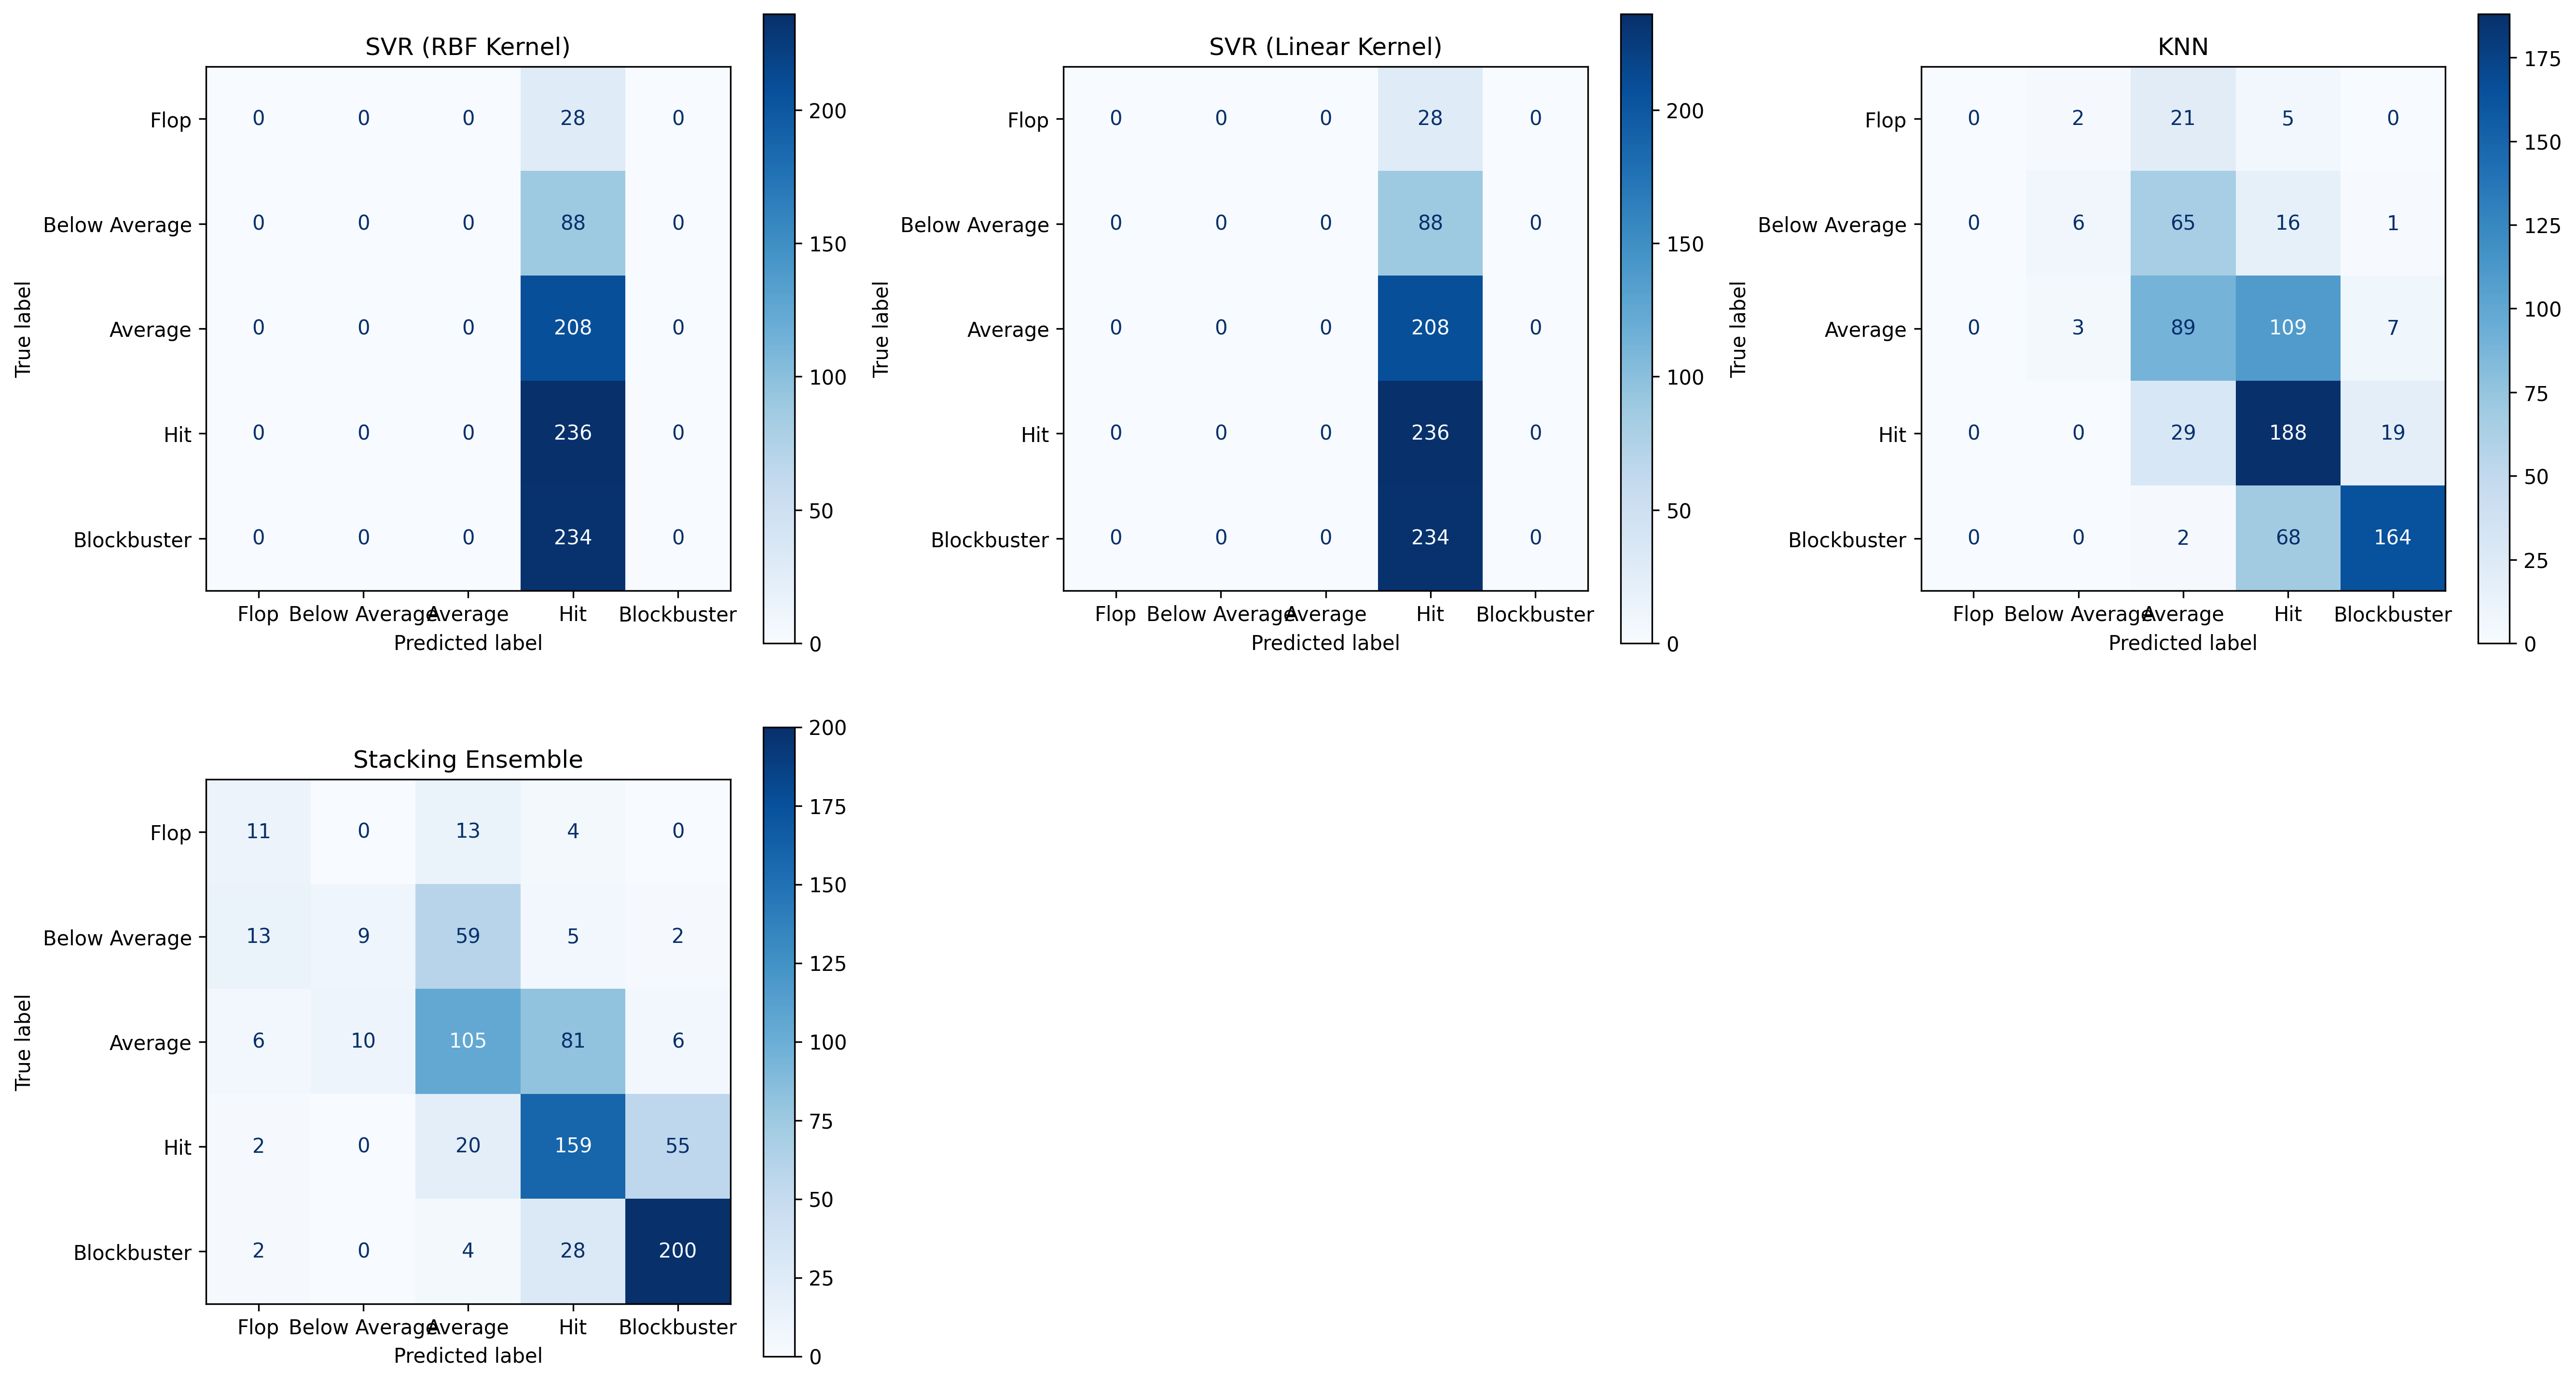 SVR (RBF Kernel)
True label
Flop 0 0 0 28 0
Below Average 0 0 0 88 0
Average 0 0 0 208 0
Hit 0 0 0 236 0
Blockbuster 0 0 0 234 0
Flop Below Average Average Hit Blockbuster
Predicted label
200
150
100
50
0
SVR (Linear Kernel)
True label
Flop 0 0 0 28 0
Below Average 0 0 0 88 0
Average 0 0 0 208 0
Hit 0 0 0 236 0
Blockbuster 0 0 0 234 0
Flop Below Average Average Hit Blockbuster
Predicted label
200
150
100
50
0
KNN
True label
Flop 0 2 21 5 0
Below Average 0 6 65 16 1
Average 0 3 89 109 7
Hit 0 0 29 188 19
Blockbuster 0 0 2 68 164
Flop Below Average Average Hit Blockbuster
Predicted label
175
150
125
100
75
50
25
0
Stacking Ensemble
True label
Flop 11 0 13 4 0
Below Average 13 9 59 5 2
Average 6 10 105 81 6
Hit 2 0 20 159 55
Blockbuster 2 0 4 28 200
Flop Below Average Average Hit Blockbuster
Predicted label
200
175
150
125
100
75
50
25
0